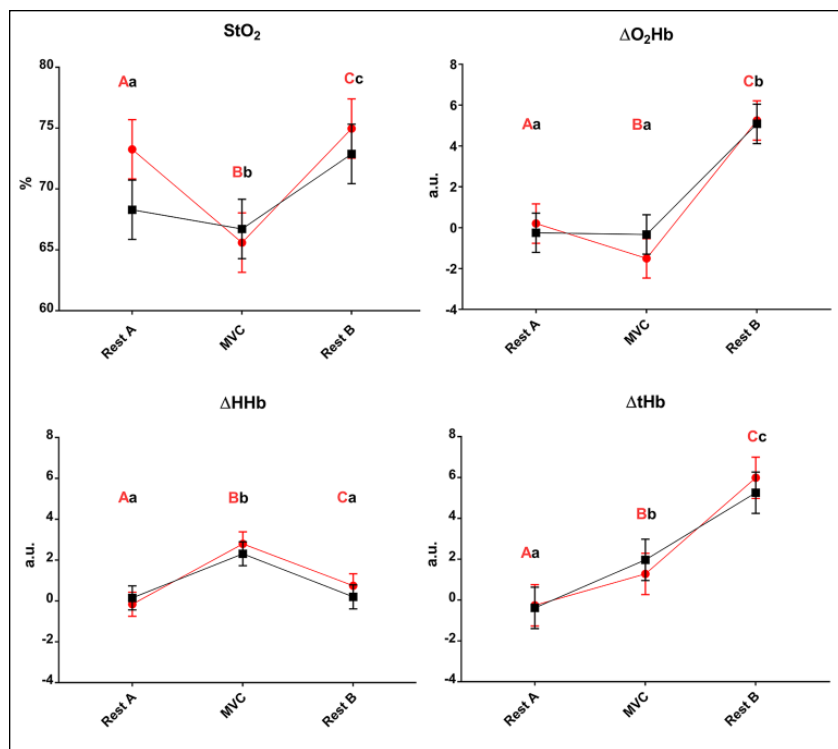 StO₂
80
75
70
65
60
%
Aa
Bb
Cc
Rest A
MVC
Rest B
ΔO₂Hb
8
6
4
2
0
-2
-4
a.u.
Aa
Ba
Cb
Rest A
MVC
Rest B
ΔHHb
8
6
4
2
0
-2
-4
a.u.
Aa
Bb
Ca
Rest A
MVC
Rest B
ΔtHb
8
6
4
2
0
-2
-4
a.u.
Aa
Bb
Cc
Rest A
MVC
Rest B